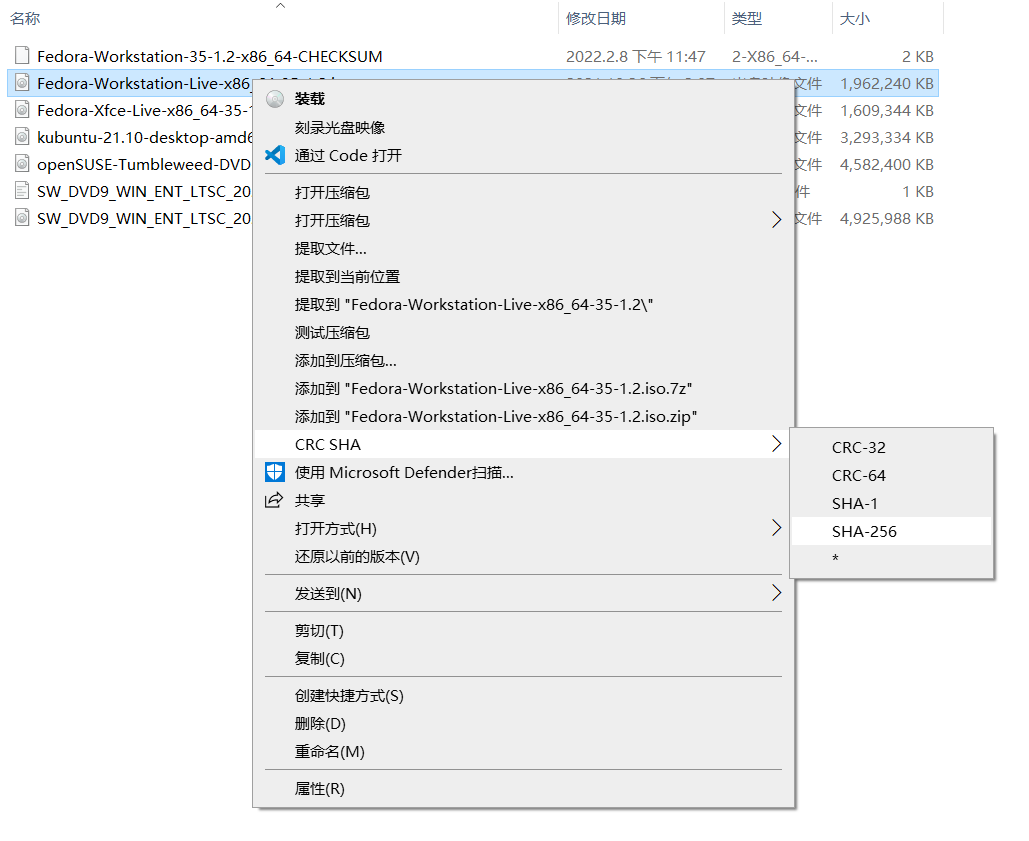 名称 修改日期 类型 大小
Fedora-Workstation-35-1.2-x86_64-CHECKSUM 2022.2.8 下午 11:47 2-X86_64-... 2 KB
Fedora-Workstation-Live-x86_ 文件 1,962,240 KB
Fedora-Xfce-Live-x86_64-35- 文件 1,609,344 KB
kubuntu-21.10-desktop-amd6 文件 3,293,334 KB
openSUSE-Tumbleweed-DVD 文件 4,582,400 KB
SW_DVD9_WIN_ENT_LTSC_20 件 1 KB
SW_DVD9_WIN_ENT_LTSC_20 文件 4,925,988 KB
装载
刻录光盘映像
通过 Code 打开
打开压缩包
打开压缩包
提取文件...
提取到当前位置
提取到 "Fedora-Workstation-Live-x86_64-35-1.2\"
测试压缩包
添加到压缩包...
添加到 "Fedora-Workstation-Live-x86_64-35-1.2.iso.7z"
添加到 "Fedora-Workstation-Live-x86_64-35-1.2.iso.zip"
CRC SHA
使用 Microsoft Defender扫描...
共享
打开方式(H)
还原以前的版本(V)
发送到(N)
剪切(T)
复制(C)
创建快捷方式(S)
删除(D)
重命名(M)
属性(R)
CRC-32
CRC-64
SHA-1
SHA-256
*